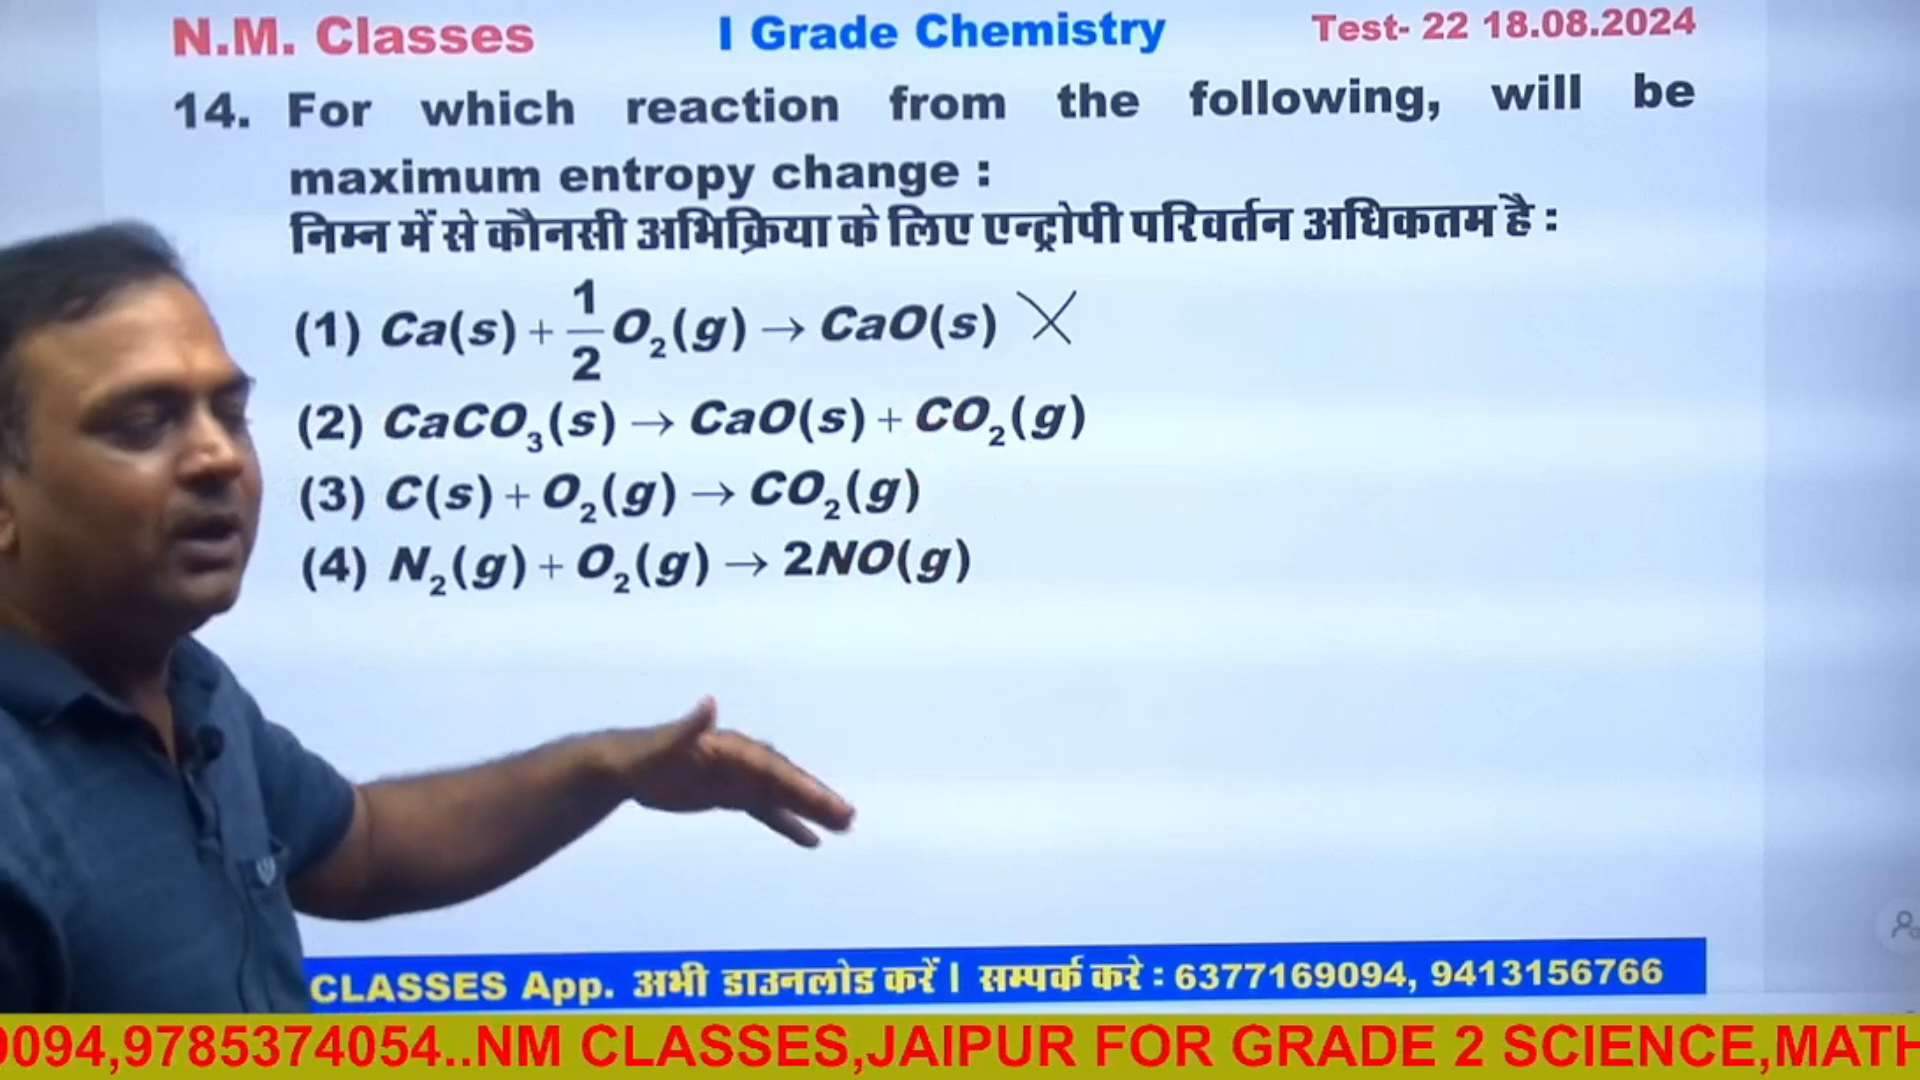 N.M. Classes I Grade Chemistry Test- 22 18.08.2024
14. For which reaction from the following, will be
maximum entropy change :
निम्न में से कौनसी अभिक्रिया के लिए एन्ट्रोपी परिवर्तन अधिकतम है :
(1) Ca(s) + 1/2 O₂(g) → CaO(s) X
(2) CaCO₃(s) → CaO(s) + CO₂(g)
(3) C(s) + O₂(g) → CO₂(g)
(4) N₂(g) + O₂(g) → 2NO(g)
CLASSES App. अभी डाउनलोड करें। सम्पर्क करे : 6377169094, 9413156766
0094,9785374054..NM CLASSES,JAIPUR FOR GRADE 2 SCIENCE,MATH